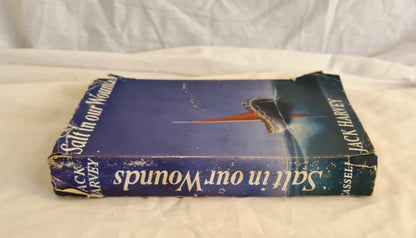 Salt in our Wounds
JACK HARVEY
JACK
HARVEY
Salt in our Wounds
CASSELL